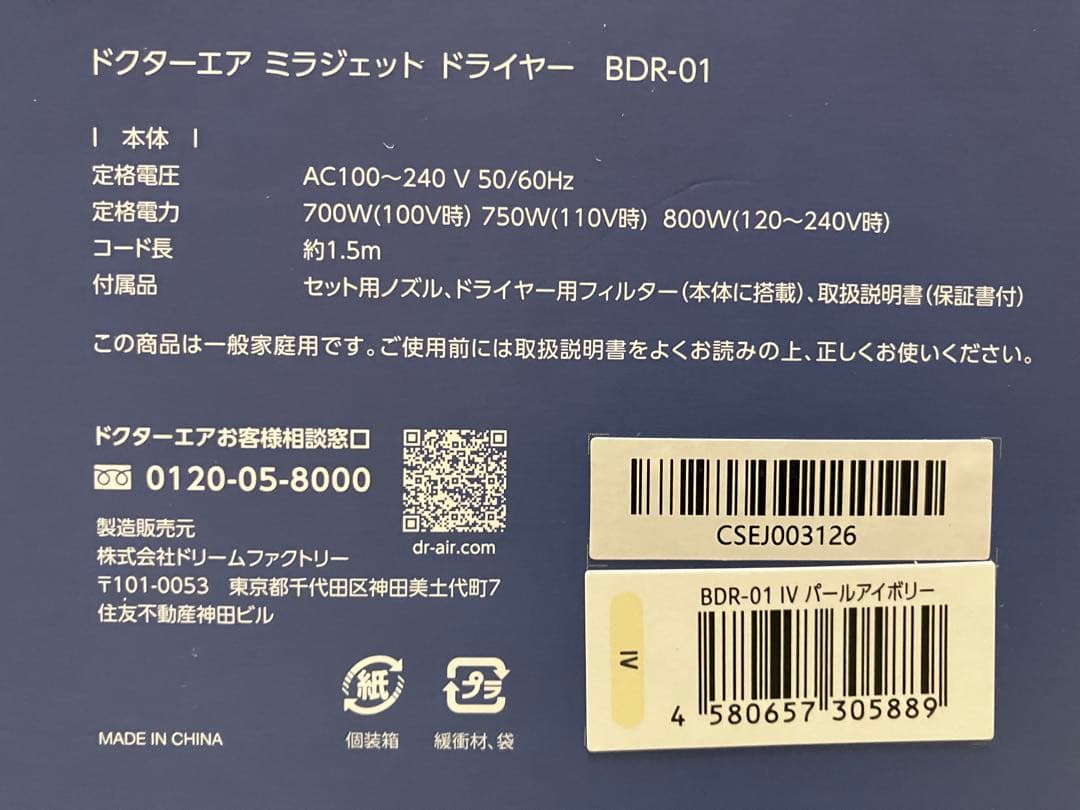 ドクターエア ミラジェット ドライヤー BDR-01
| 本体 |
定格電圧 AC100～240 V 50/60Hz
定格電力 700W(100V時) 750W(110V時) 800W(120～240V時)
コード長 約1.5m
付属品 セット用ノズル、ドライヤー用フィルター(本体に搭載)、取扱説明書(保証書付)
この商品は一般家庭用です。ご使用前には取扱説明書をよくお読みの上、正しくお使いください。
ドクターエアお客様相談窓口
0120-05-8000
dr-air.com
製造販売元
株式会社ドリームファクトリー
〒101-0053 東京都千代田区神田美土代町7
住友不動産神田ビル
紙
プラ
MADE IN CHINA
個装箱
緩衝材、袋
CSEJ003126
BDR-01 IV パールアイボリー
IV
4 580657 305889